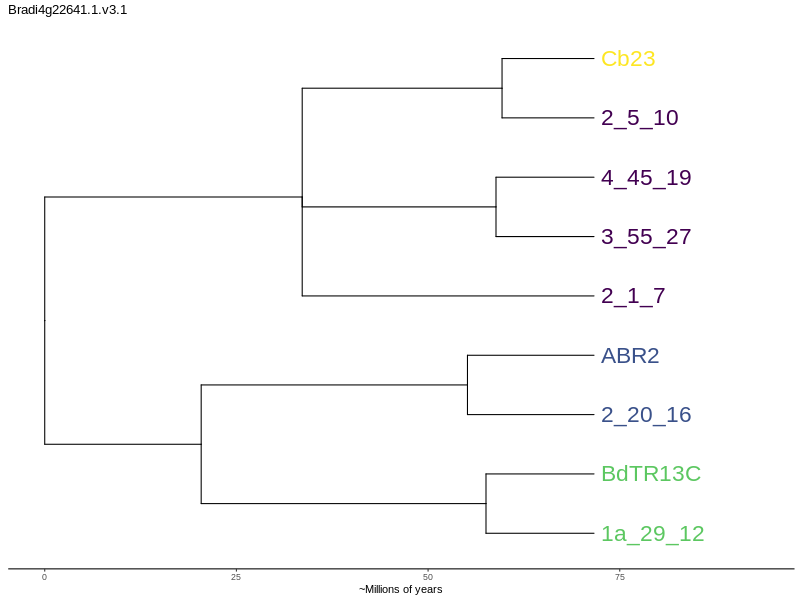 Bradi4g22641.1.v3.1
Cb23
2_5_10
4_45_19
3_55_27
2_1_7
ABR2
2_20_16
BdTR13C
1a_29_12
0 25 50 75
~Millions of years